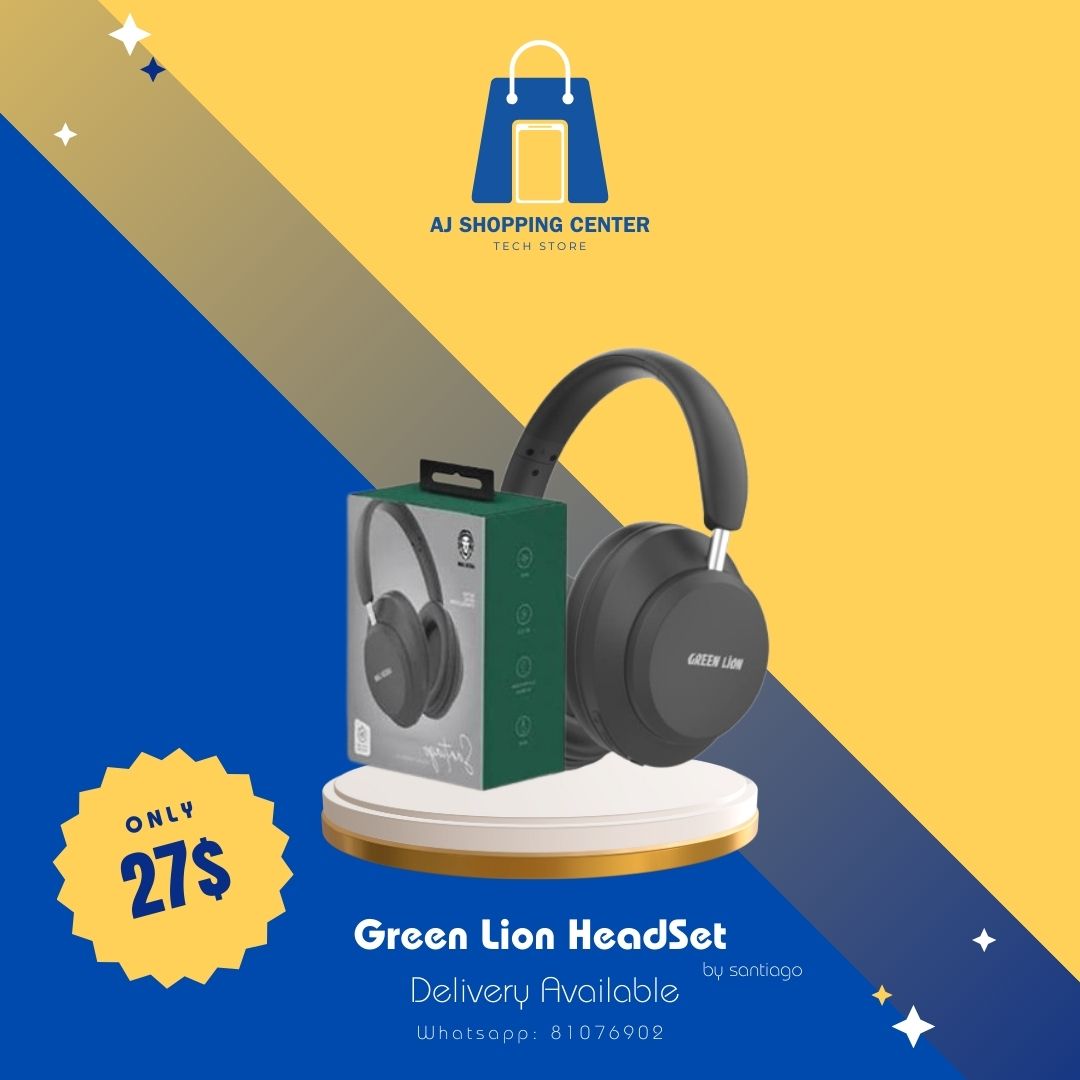 AJ SHOPPING CENTER
TECH STORE
GREEN LION
ONLY
27$
Green Lion HeadSet
by santiago
Delivery Available
Whatsapp: 81076902